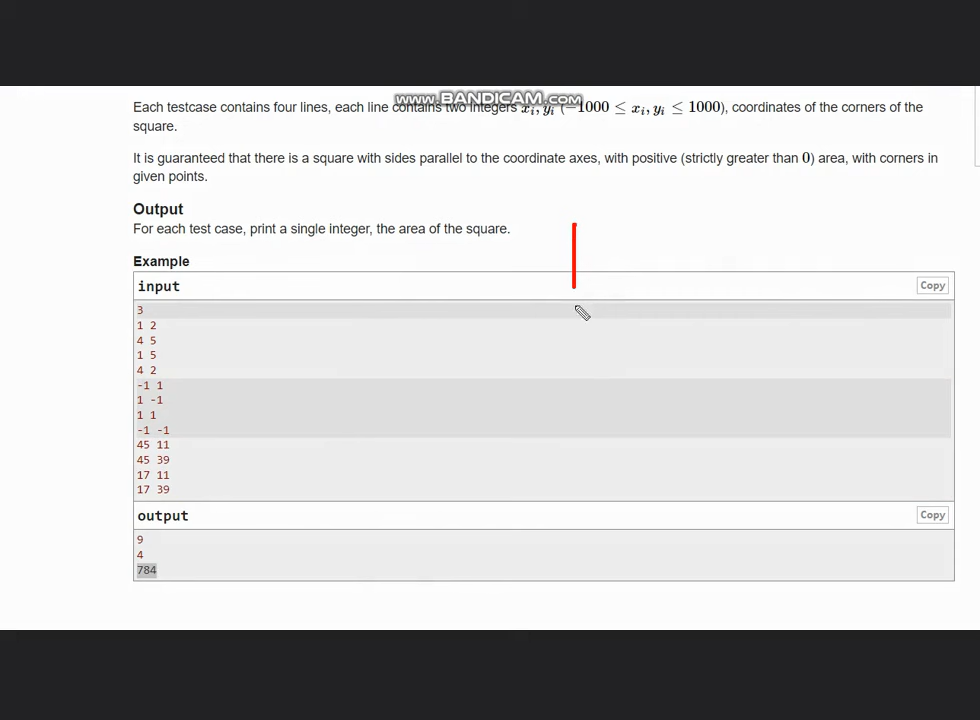 www.BANDICAM.com
Each testcase contains four lines, each line contains two integers x_i, y_i (−1000 ≤ x_i, y_i ≤ 1000), coordinates of the corners of the
square.
It is guaranteed that there is a square with sides parallel to the coordinate axes, with positive (strictly greater than 0) area, with corners in
given points.
Output
For each test case, print a single integer, the area of the square.
Example
input
Copy
3
1 2
4 5
1 5
4 2
-1 1
1 -1
1 1
-1 -1
45 11
45 39
17 11
17 39
output
Copy
9
4
784